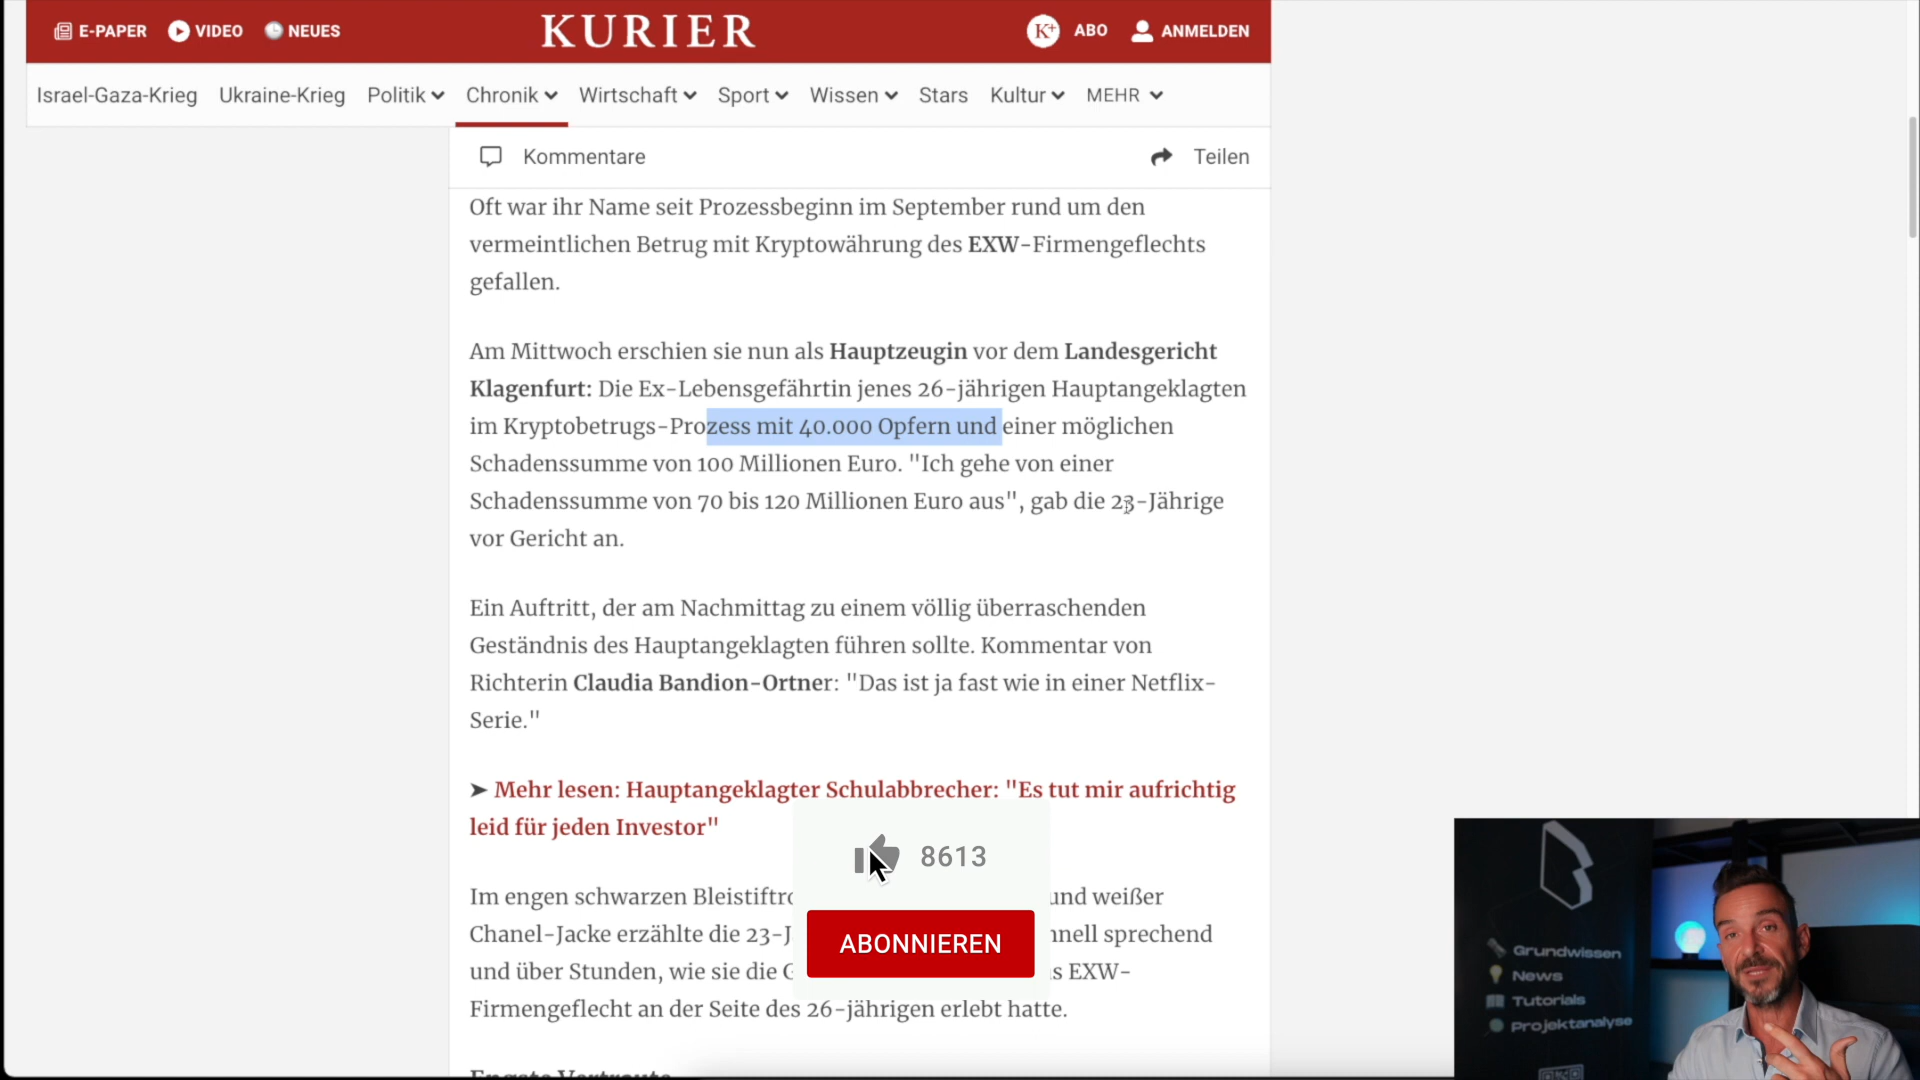 E-PAPER VIDEO NEUES KURIER K+ ABO ANMELDEN
Israel-Gaza-Krieg Ukraine-Krieg Politik Chronik Wirtschaft Sport Wissen Stars Kultur MEHR
Kommentare Teilen
Oft war ihr Name seit Prozessbeginn im September rund um den
vermeintlichen Betrug mit Kryptowährung des EXW-Firmengeflechts
gefallen.
Am Mittwoch erschien sie nun als Hauptzeugin vor dem Landesgericht
Klagenfurt: Die Ex-Lebensgefährtin jenes 26-jährigen Hauptangeklagten
im Kryptobetrugs-Prozess mit 40.000 Opfern und einer möglichen
Schadenssumme von 100 Millionen Euro. "Ich gehe von einer
Schadenssumme von 70 bis 120 Millionen Euro aus", gab die 23-Jährige
vor Gericht an.
Ein Auftritt, der am Nachmittag zu einem völlig überraschenden
Geständnis des Hauptangeklagten führen sollte. Kommentar von
Richterin Claudia Bandion-Ortner: "Das ist ja fast wie in einer Netflix-
Serie."
➤ Mehr lesen: Hauptangeklagter Schulabbrecher: "Es tut mir aufrichtig
leid für jeden Investor"
8613
Im engen schwarzen und weißer
Chanel-Jacke erzählte die sprechend
ABONNIEREN
und über Stunden, wie sie die EXW-
Firmengeflecht an der Seite des 26-jährigen erlebt hatte.
Grundwissen
News
Tutorials
Projektanalyse